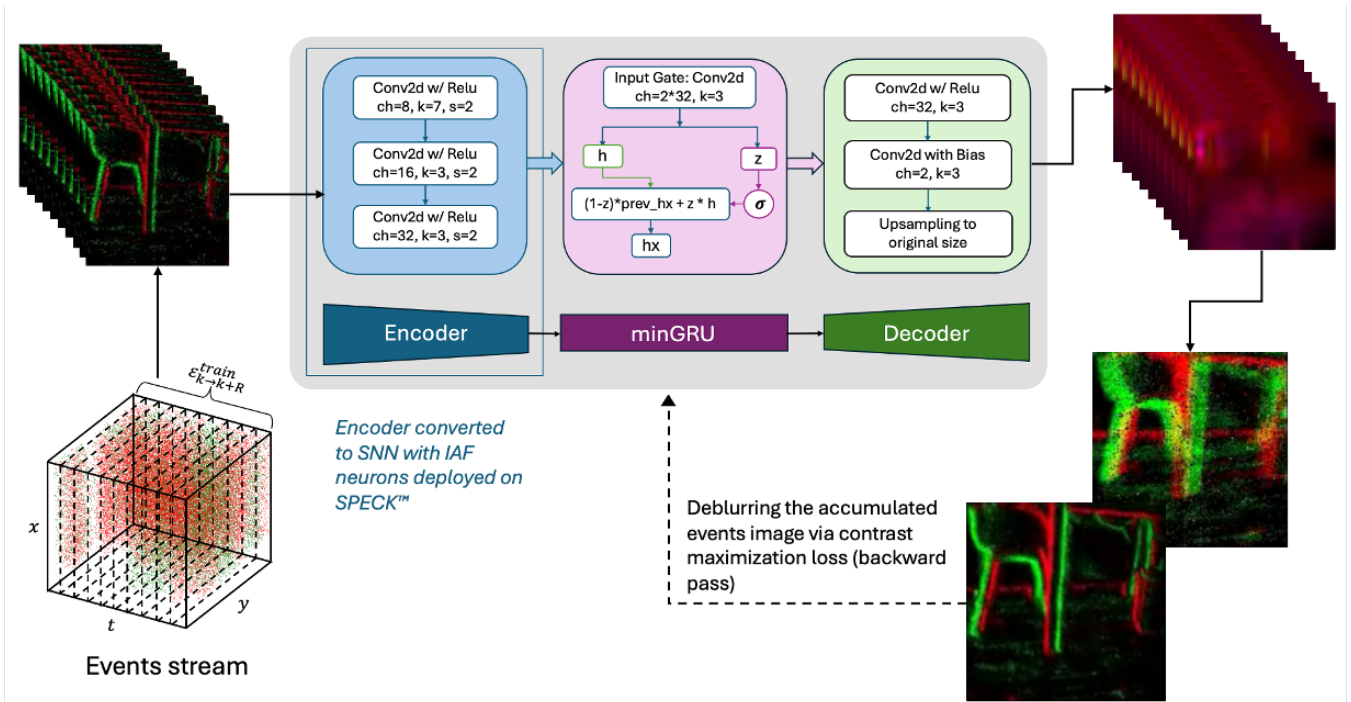 Conv2d w/ Relu
ch=8, k=7, s=2
Conv2d w/ Relu
ch=16, k=3, s=2
Conv2d w/ Relu
ch=32, k=3, s=2
Input Gate: Conv2d
ch=2*32, k=3
h
z
(1-z)*prev_hx + z * h
σ
hx
Conv2d w/ Relu
ch=32, k=3
Conv2d with Bias
ch=2, k=3
Upsampling to
original size
Encoder
minGRU
Decoder
ε^{train}_{k→k+R}
x
t
y
Events stream
Encoder converted
to SNN with IAF
neurons deployed on
SPECK™
Deblurring the accumulated
events image via contrast
maximization loss (backward
pass)